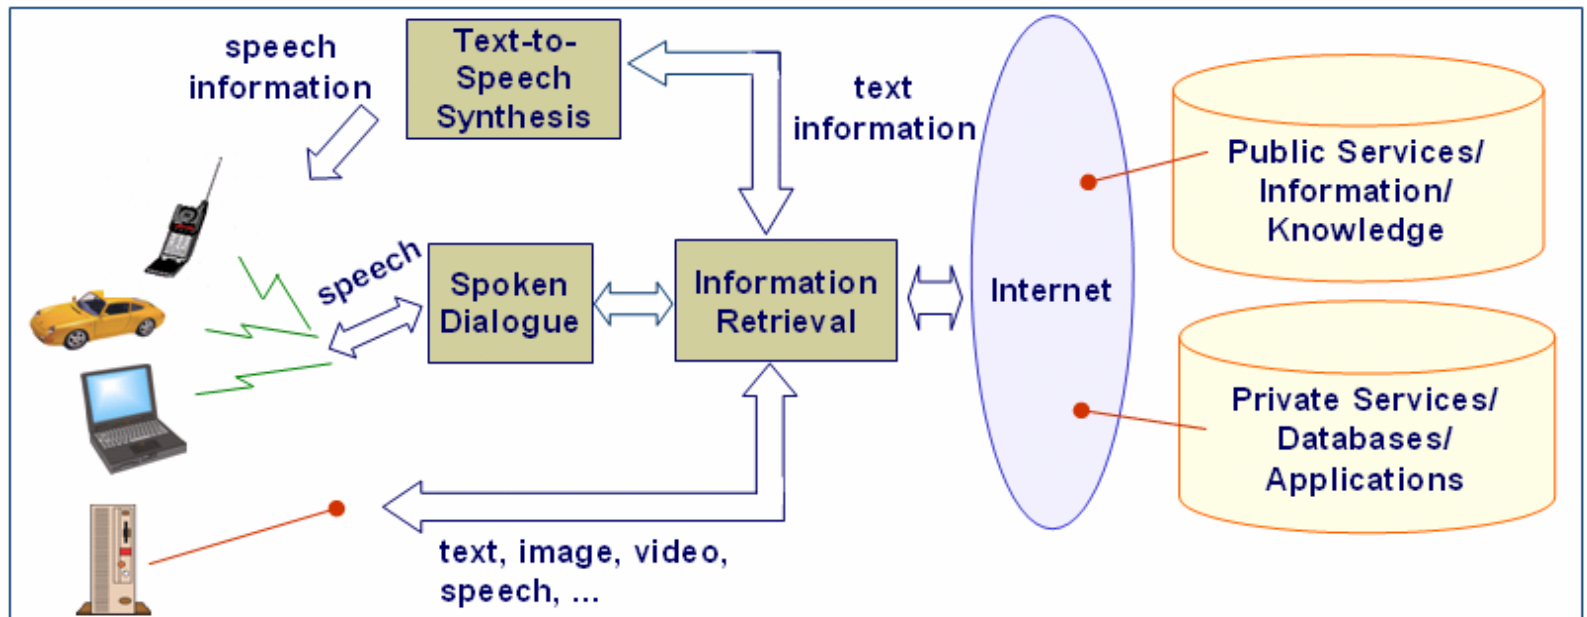 speech
information
Text-to-
Speech
Synthesis
text
information
speech
Spoken
Dialogue
Information
Retrieval
Internet
Public Services/
Information/
Knowledge
Private Services/
Databases/
Applications
text, image, video,
speech, ...